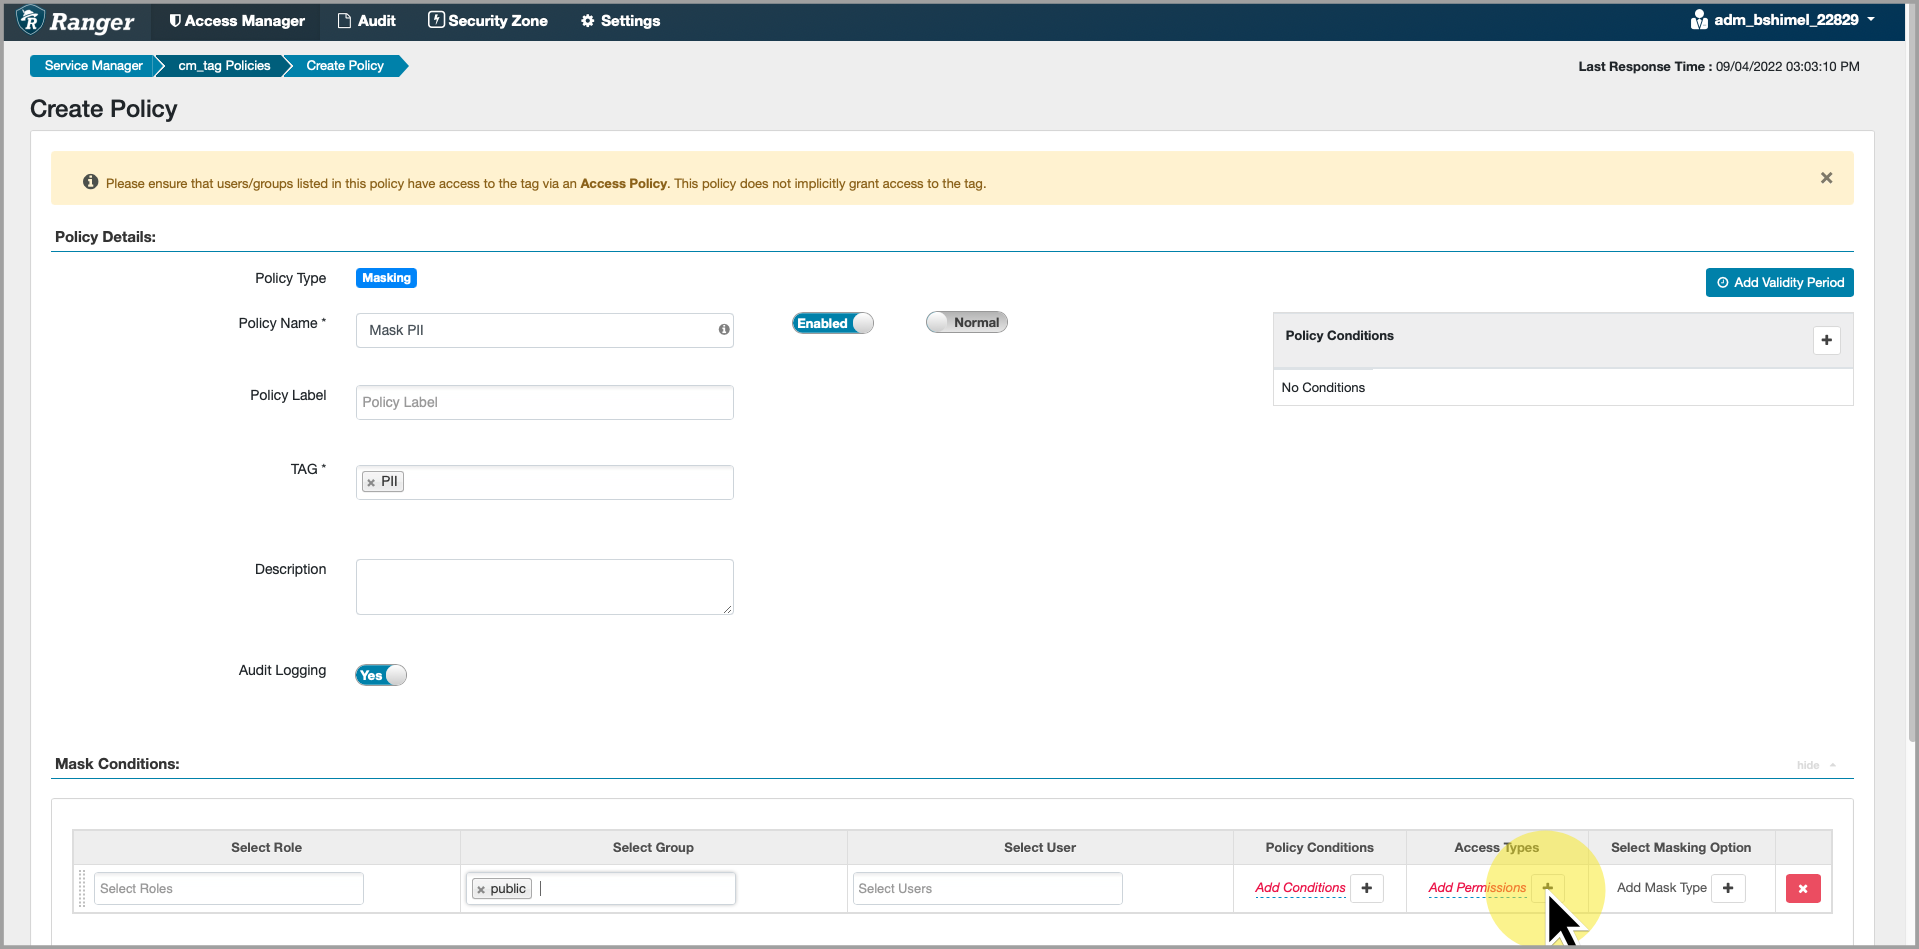 Ranger Access Manager Audit Security Zone Settings adm_bshimel_22829
Service Manager cm_tag Policies Create Policy Last Response Time : 09/04/2022 03:03:10 PM
Create Policy
Please ensure that users/groups listed in this policy have access to the tag via an Access Policy. This policy does not implicitly grant access to the tag.
Policy Details:
Policy Type Masking Add Validity Period
Policy Name * Mask PII Enabled Normal
Policy Conditions
No Conditions
Policy Label Policy Label
TAG * PII
Description
Audit Logging Yes
Mask Conditions: hide
Select Role Select Group Select User Policy Conditions Access Types Select Masking Option
Select Roles public Select Users Add Conditions Add Permissions Add Mask Type